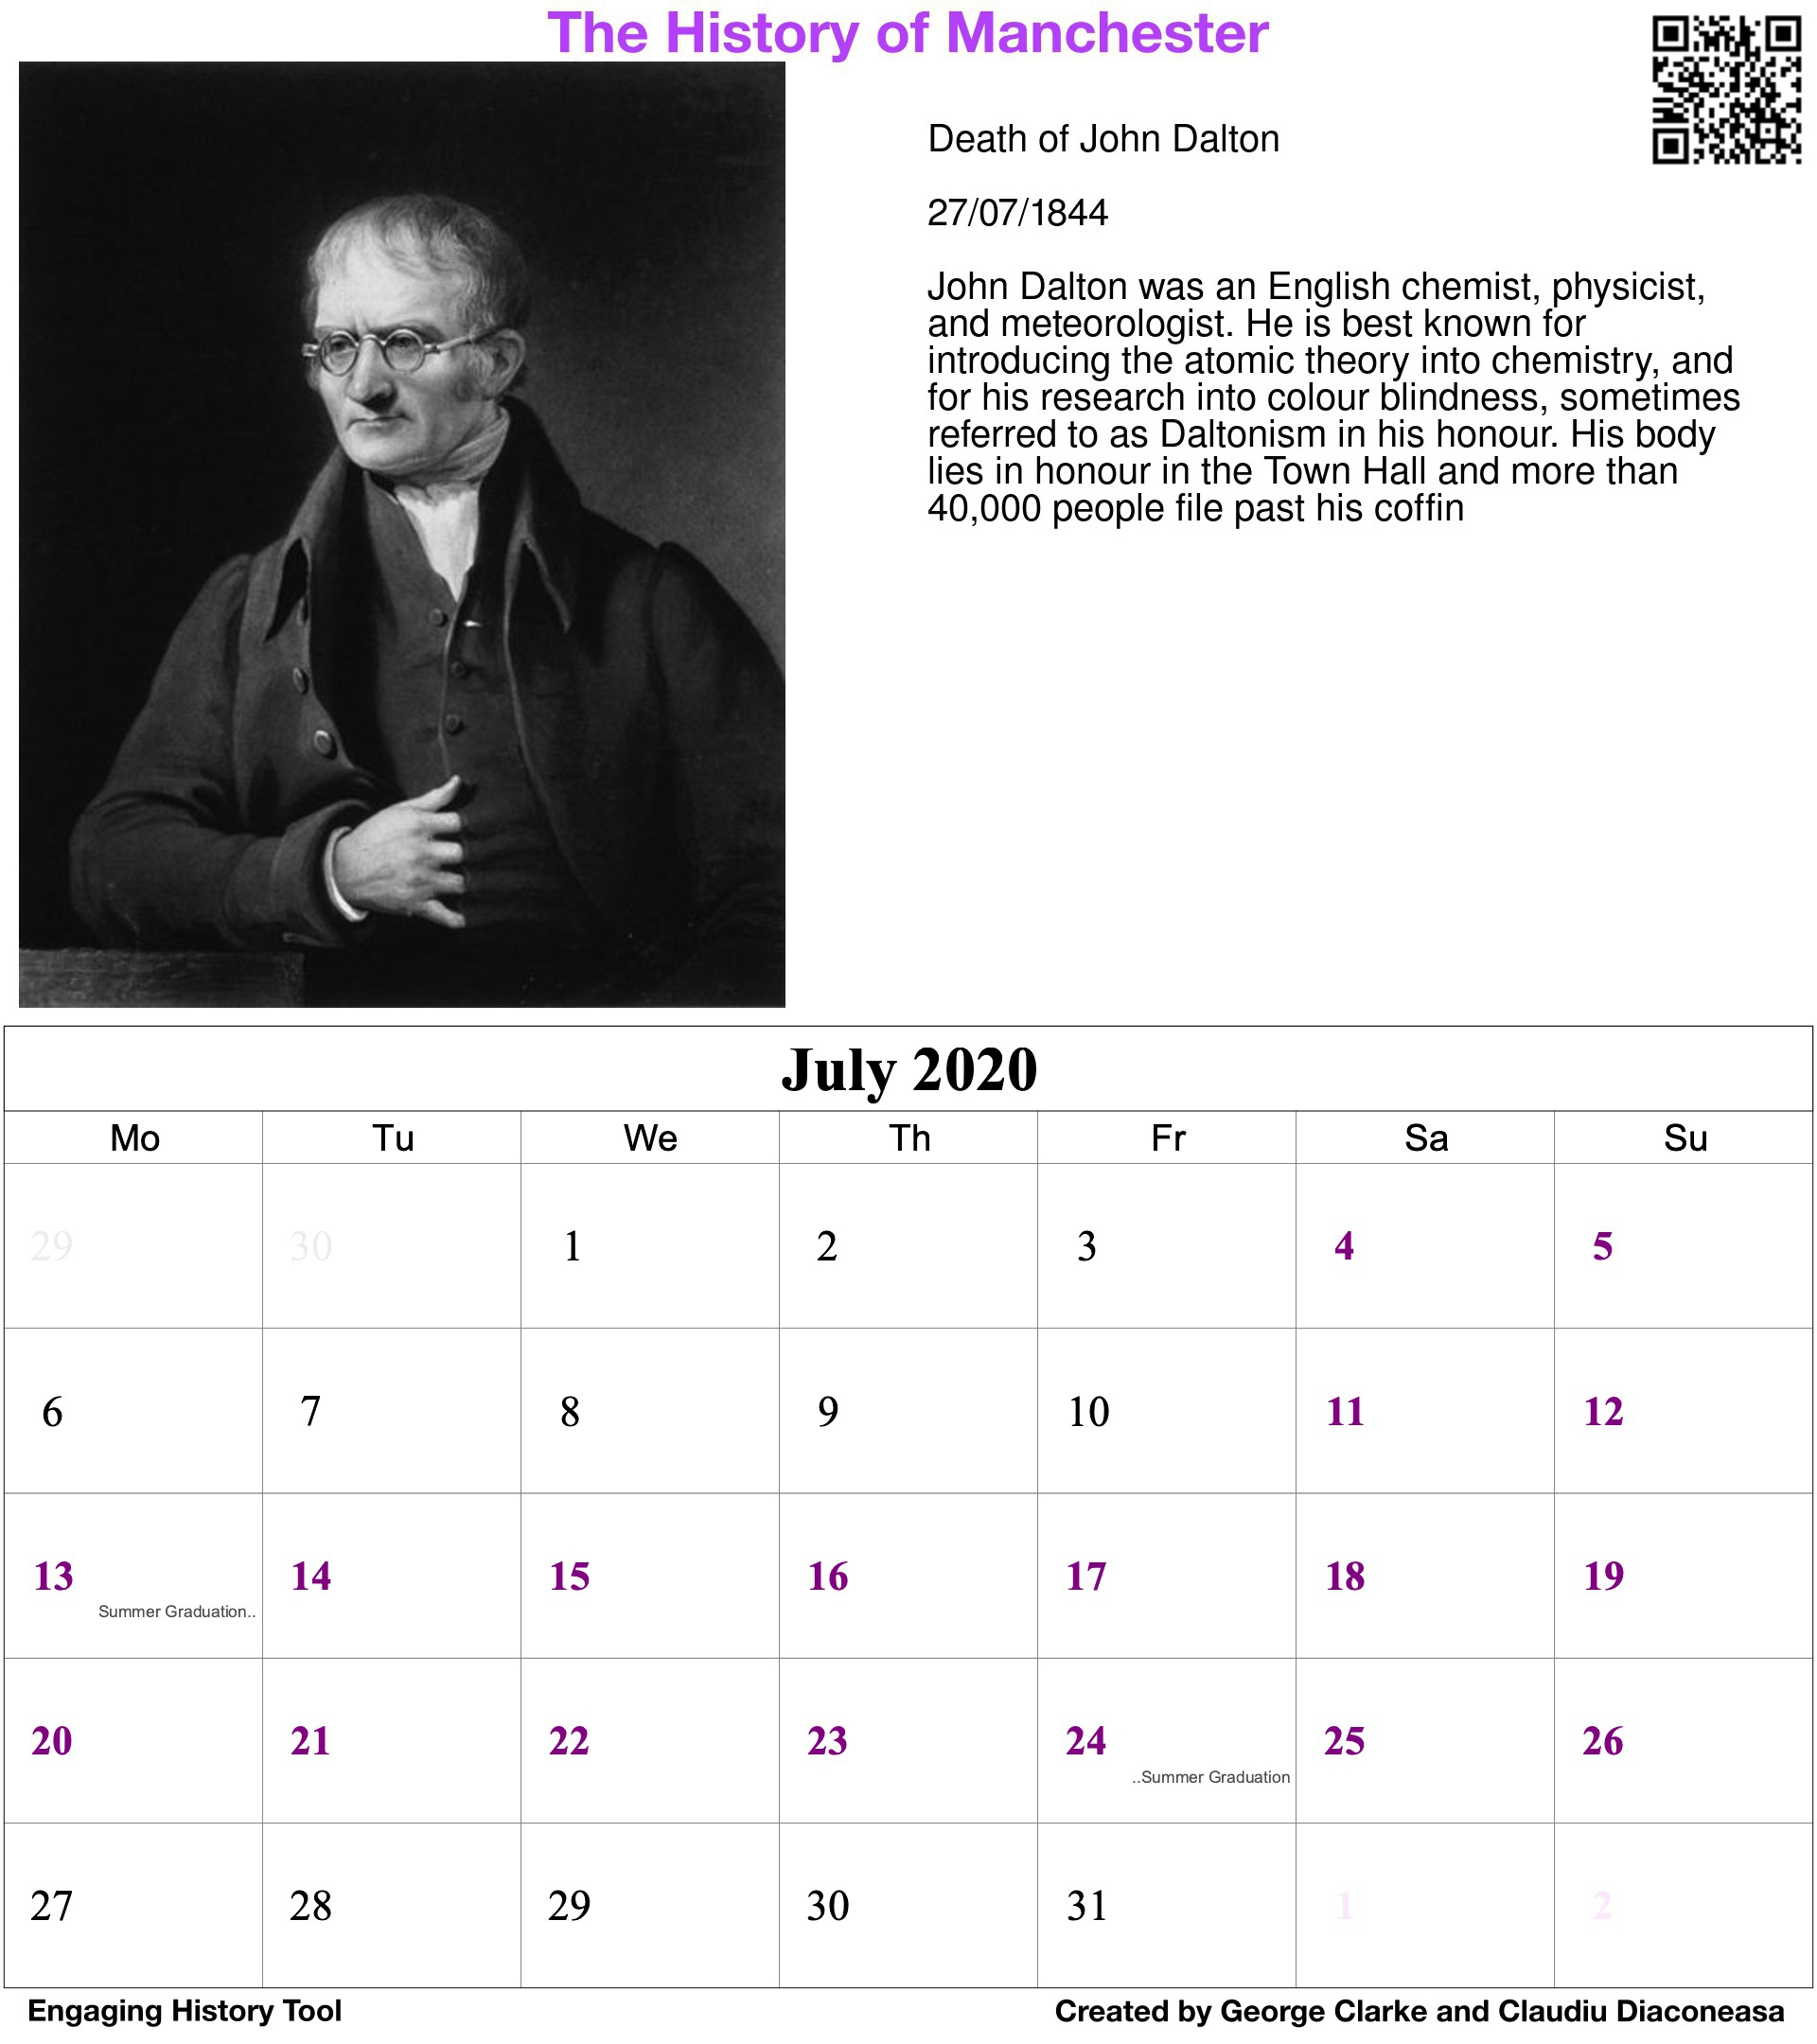 The History of Manchester
Death of John Dalton
27/07/1844
John Dalton was an English chemist, physicist,
and meteorologist. He is best known for
introducing the atomic theory into chemistry, and
for his research into colour blindness, sometimes
referred to as Daltonism in his honour. His body
lies in honour in the Town Hall and more than
40,000 people file past his coffin
July 2020
Mo Tu We Th Fr Sa Su
29 30 1 2 3 4 5
6 7 8 9 10 11 12
13 14 15 16 17 18 19
Summer Graduation..
20 21 22 23 24 25 26
..Summer Graduation
27 28 29 30 31 1 2
Engaging History Tool
Created by George Clarke and Claudiu Diaconeasa